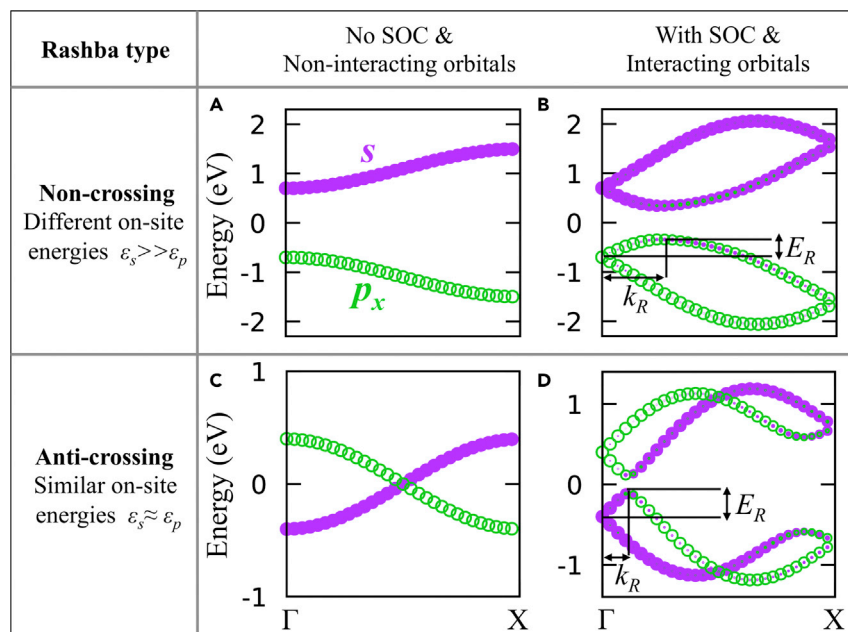 Rashba type
No SOC &
Non-interacting orbitals
With SOC &
Interacting orbitals
Non-crossing
Different on-site
energies εs>>εp
A
2
1
0
-1
-2
Energy (eV)
s
px
B
2
1
0
-1
-2
ER
kR
Anti-crossing
Similar on-site
energies εs≈ εp
C
1
0
-1
Energy (eV)
Γ
X
D
1
0
-1
ER
kR
Γ
X